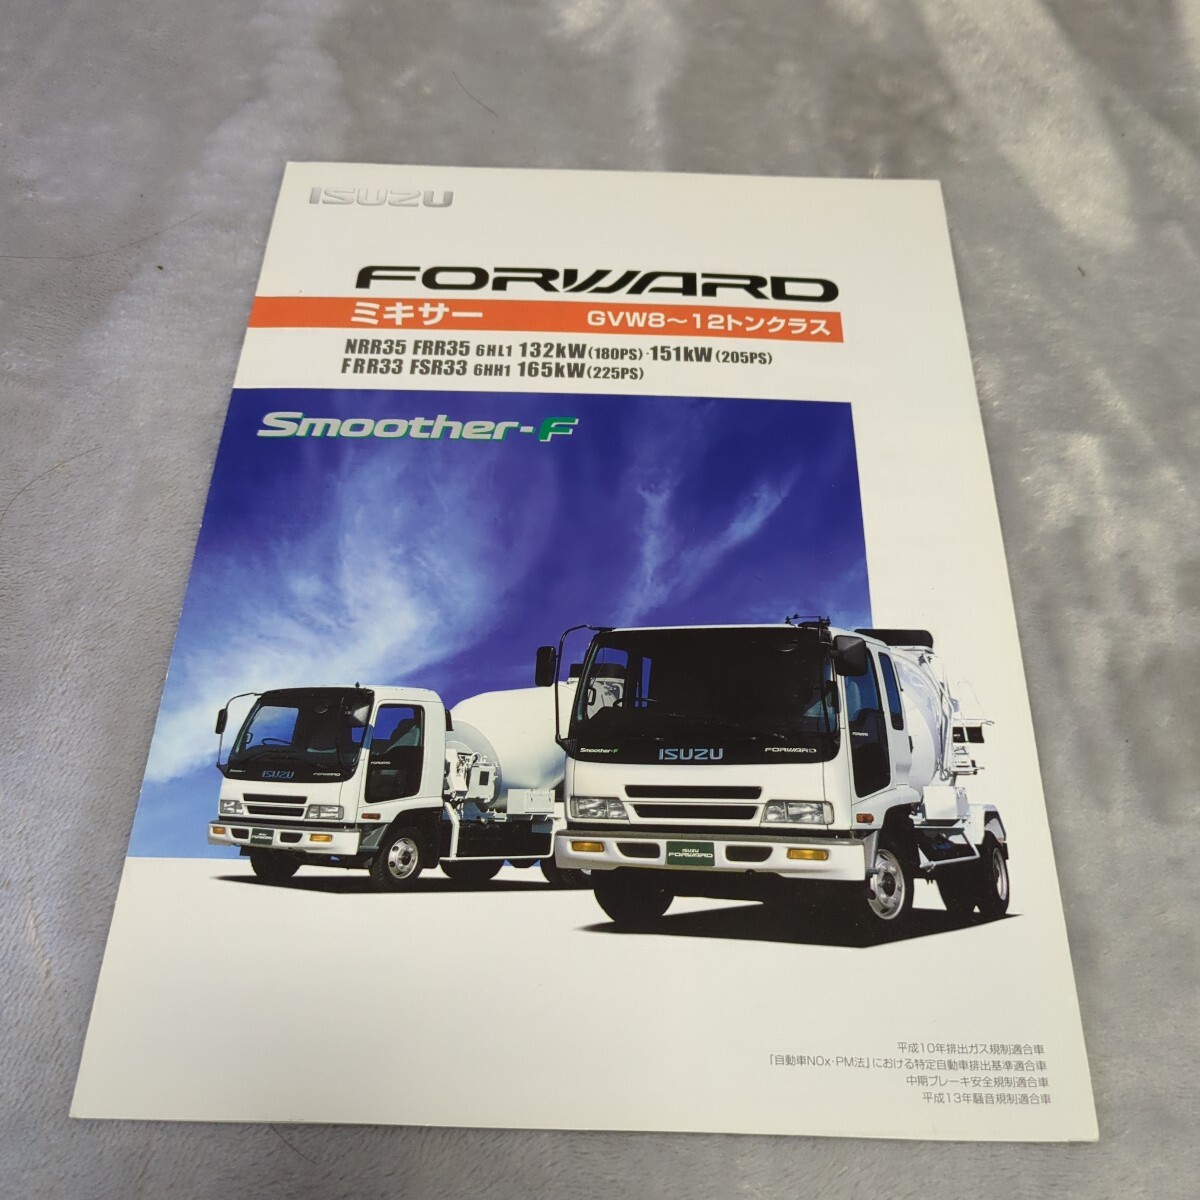 ISUZU
FORWARD
ミキサー GVW8～12トンクラス
NRR35 FRR35 6HL1 132kW(180PS)・151kW(205PS)
FRR33 FSR33 6HH1 165kW(225PS)
Smoother-F
Smoother-F ISUZU FORWARD
FORWARD
ISUZU FORWARD
FORWARD
FORWARD
ISUZU
FORWARD
平成10年排出ガス規制適合車
「自動車NOx・PM法」における特定自動車排出基準適合車
中期ブレーキ安全規制適合車
平成13年騒音規制適合車